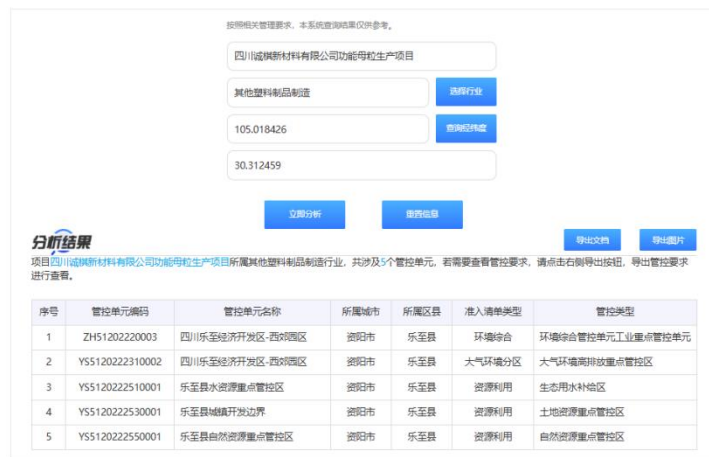 按照相关管理要求，本系统查询结果仅供参考。
四川诚棋新材料有限公司功能母粒生产项目
其他塑料制品制造
选择行业
105.018426
查询经纬度
30.312459
立即分析
重置信息
分析结果
导出文档
导出图片
项目四川诚棋新材料有限公司功能母粒生产项目所属其他塑料制品制造行业，共涉及5个管控单元，若需要查看管控要求，请点击右侧导出按钮，导出管控要求
进行查看。
序号 管控单元编码 管控单元名称 所属城市 所属区县 准入清单类型 管控类型
1 ZH51202220003 四川乐至经济开发区-西郊园区 资阳市 乐至县 环境综合 环境综合管控单元工业重点管控单元
2 YS5120222310002 四川乐至经济开发区-西郊园区 资阳市 乐至县 大气环境分区 大气环境高排放重点管控区
3 YS5120222510001 乐至县水资源重点管控区 资阳市 乐至县 资源利用 生态用水补给区
4 YS5120222530001 乐至县城镇开发边界 资阳市 乐至县 资源利用 土地资源重点管控区
5 YS5120222550001 乐至县自然资源重点管控区 资阳市 乐至县 资源利用 自然资源重点管控区